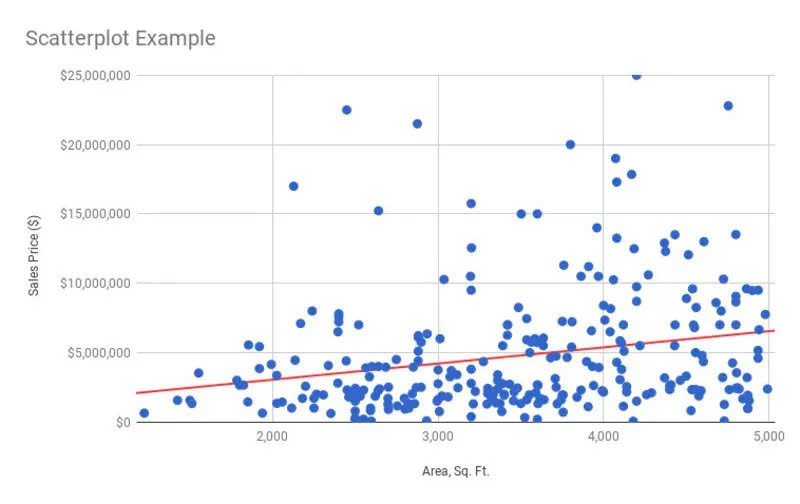 Scatterplot Example
$25,000,000
$20,000,000
$15,000,000
$10,000,000
$5,000,000
$0
Sales Price ($)
2,000 3,000 4,000 5,000
Area, Sq. Ft.